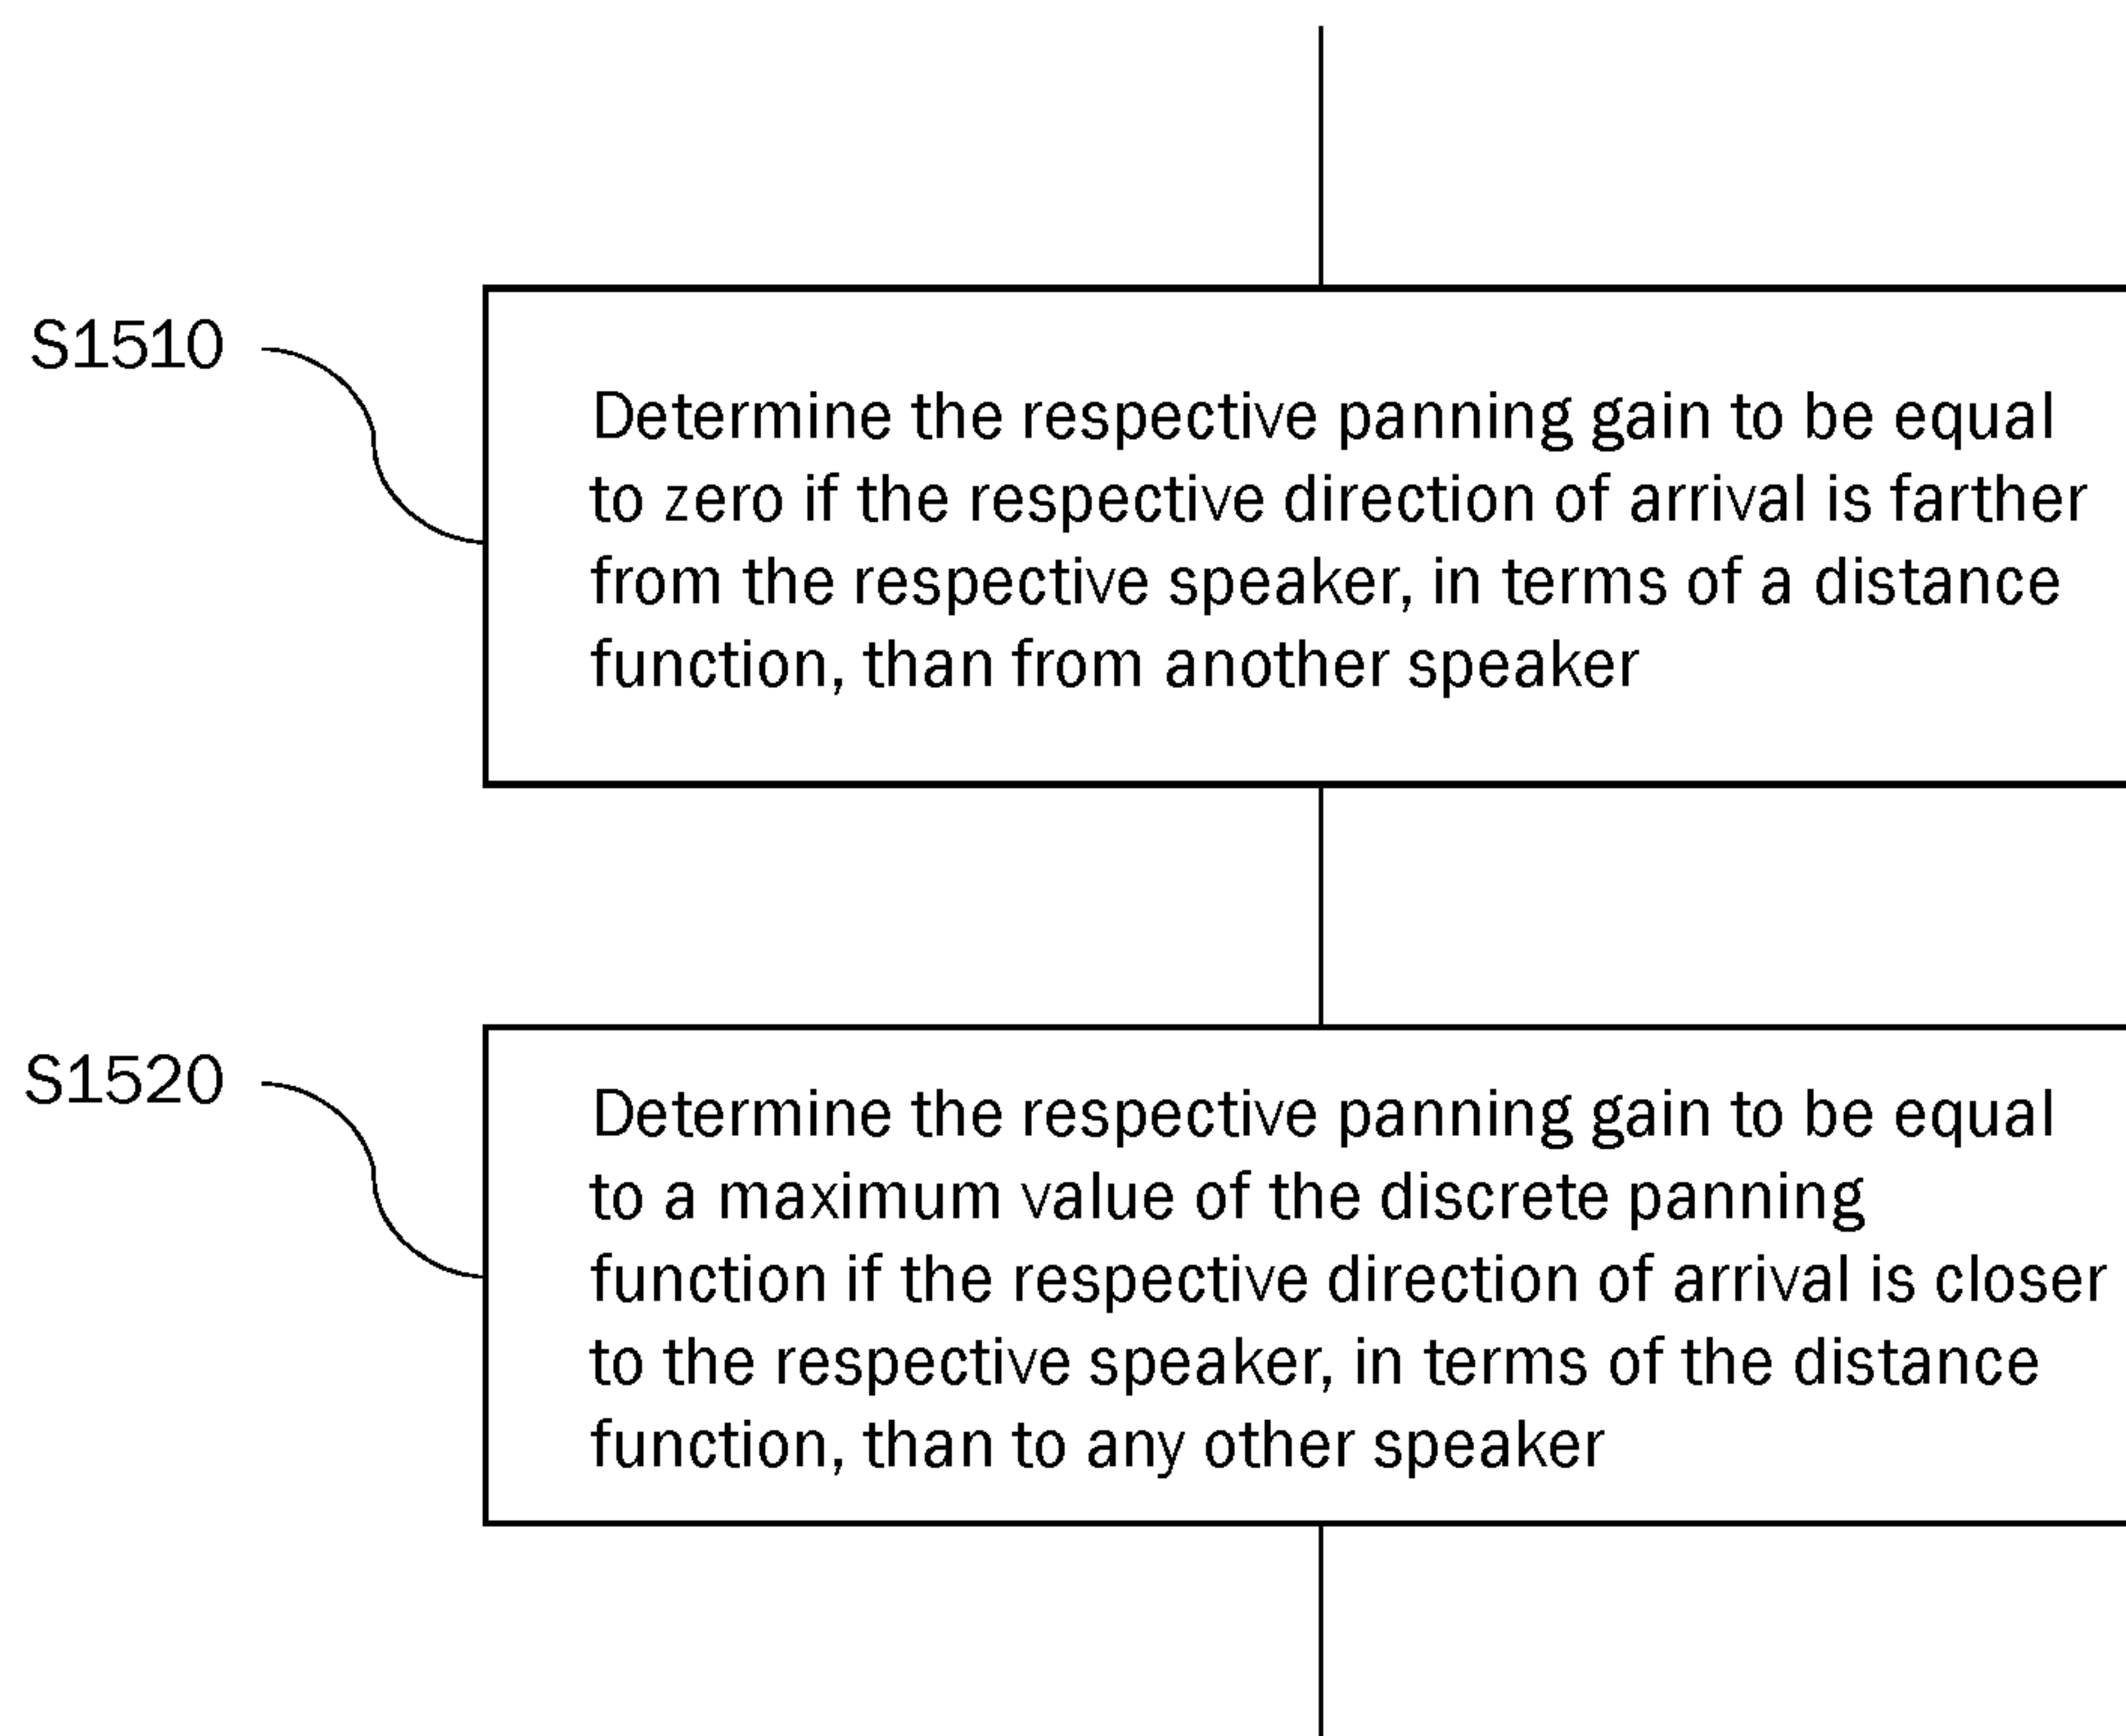 S1510
Determine the respective panning gain to be equal
to zero if the respective direction of arrival is farther
from the respective speaker, in terms of a distance
function, than from another speaker
S1520
Determine the respective panning gain to be equal
to a maximum value of the discrete panning
function if the respective direction of arrival is closer
to the respective speaker, in terms of the distance
function, than to any other speaker